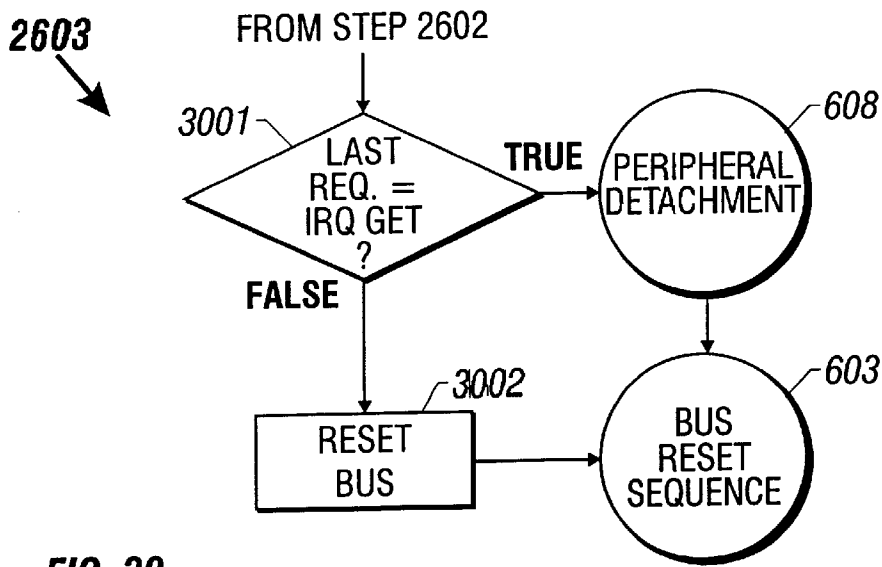 2603
FROM STEP 2602
3001
LAST
REQ. =
IRQ GET
?
TRUE
608
PERIPHERAL
DETACHMENT
FALSE
3002
RESET
BUS
603
BUS
RESET
SEQUENCE